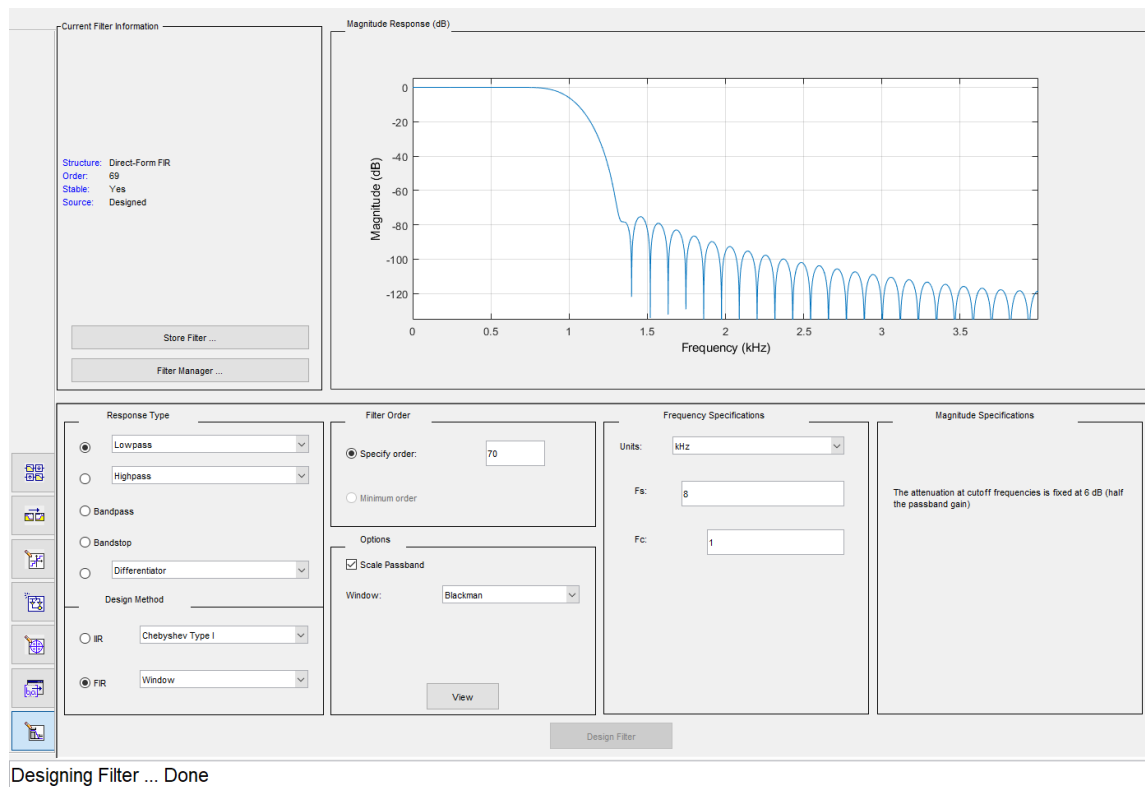 Current Filter Information
Structure: Direct-Form FIR
Order: 69
Stable: Yes
Source: Designed
Store Filter ...
Filter Manager ...
Magnitude Response (dB)
Magnitude (dB)
0
-20
-40
-60
-80
-100
-120
0 0.5 1 1.5 2 2.5 3 3.5
Frequency (kHz)
Response Type
Lowpass
Highpass
Bandpass
Bandstop
Differentiator
Design Method
IIR Chebyshev Type I
FIR Window
Filter Order
Specify order: 70
Minimum order
Options
Scale Passband
Window: Blackman
View
Frequency Specifications
Units: kHz
Fs: 8
Fc: 1
Magnitude Specifications
The attenuation at cutoff frequencies is fixed at 6 dB (half
the passband gain)
Design Filter
Designing Filter ... Done